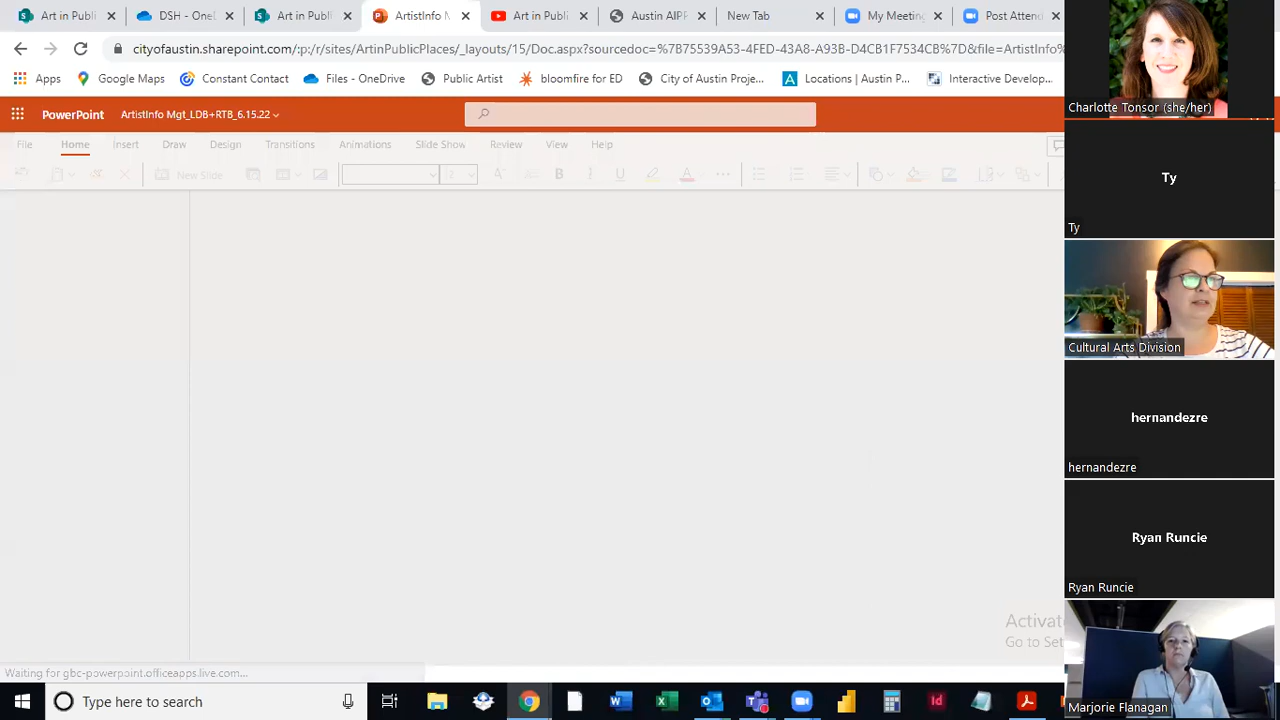 Art in Publi
DSH - OneD
Art in Publi
ArtistInfo M
Art in Public
Austin AIPP
New Tab
My Meeting
Post Attend
cityofaustin.sharepoint.com/:p:/r/sites/ArtinPublicPlaces/_layouts/15/Doc.aspx?sourcedoc=%7B75539A53-4FED-43A8-A93B-D4CB1F7534CB%7D&file=ArtistInfo%
Apps
Google Maps
Constant Contact
Files - OneDrive
Public Artist
bloomfire for ED
City of Austin Proje...
Locations | Austin P...
Interactive Develop...
PowerPoint
ArtistInfo Mgt_LDB+RTB_6.15.22
File
Home
Insert
Draw
Design
Transitions
Animations
Slide Show
Review
View
Help
New Slide
B
I
U
A
Waiting for gbc-powerpoint.officeapps.live.com...
Activat
Go to Set
Type here to search
Charlotte Tonsor (she/her)
Ty
Ty
Cultural Arts Division
hernandezre
hernandezre
Ryan Runcie
Ryan Runcie
Marjorie Flanagan